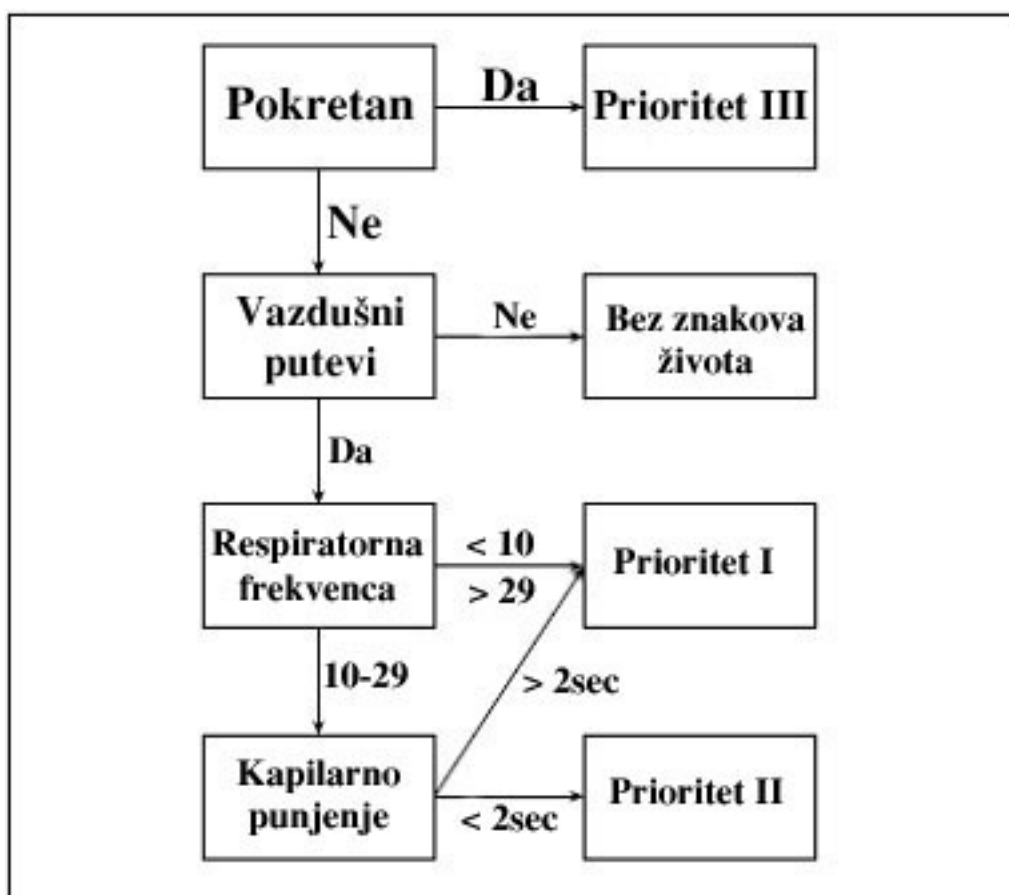 Pokretan
Da
Prioritet III
Ne
Vazdušni
putevi
Ne
Bez znakova
života
Da
Respiratorna
frekvenca
< 10
> 29
Prioritet I
10-29
> 2sec
Kapilarno
punjenje
< 2sec
Prioritet II